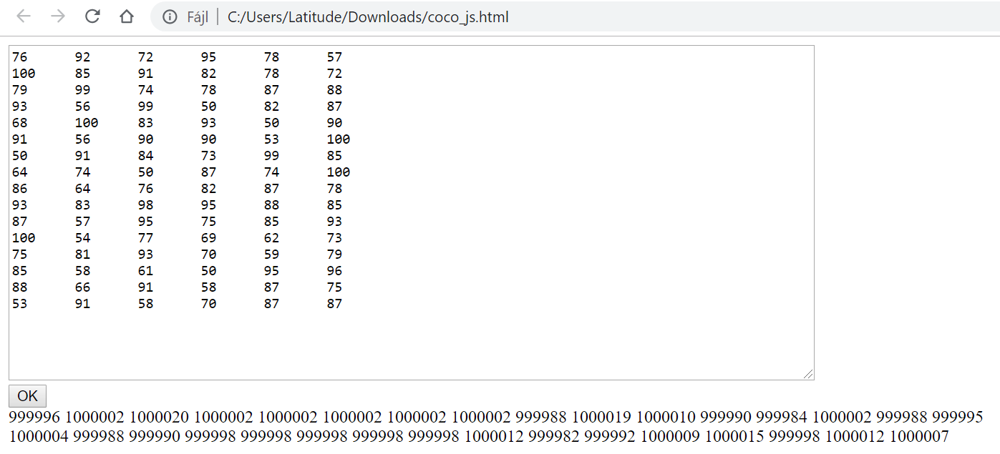 Fájl | C:/Users/Latitude/Downloads/coco_js.html
76 92 72 95 78 57
100 85 91 82 78 72
79 99 74 78 87 88
93 56 99 50 82 87
68 100 83 93 50 90
91 56 90 90 53 100
50 91 84 73 99 85
64 74 50 87 74 100
86 64 76 82 87 78
93 83 98 95 88 85
87 57 95 75 85 93
100 54 77 69 62 73
75 81 93 70 59 79
85 58 61 50 95 96
88 66 91 58 87 75
53 91 58 70 87 87
OK
999996 1000002 1000020 1000002 1000002 1000002 1000002 1000002 999988 1000019 1000010 999990 999984 1000002 999988 999995
1000004 999988 999990 999998 999998 999998 999998 999998 1000012 999982 999992 1000009 1000015 999998 1000012 1000007